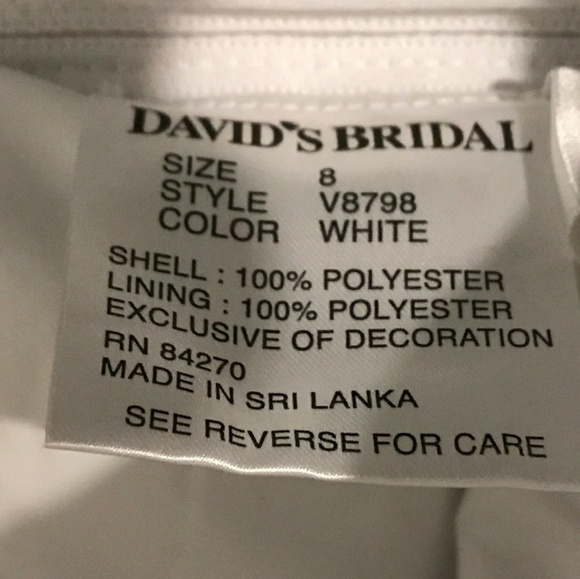 DAVID'S BRIDAL
SIZE 8
STYLE V8798
COLOR WHITE
SHELL : 100% POLYESTER
LINING : 100% POLYESTER
EXCLUSIVE OF DECORATION
RN 84270
MADE IN SRI LANKA
SEE REVERSE FOR CARE